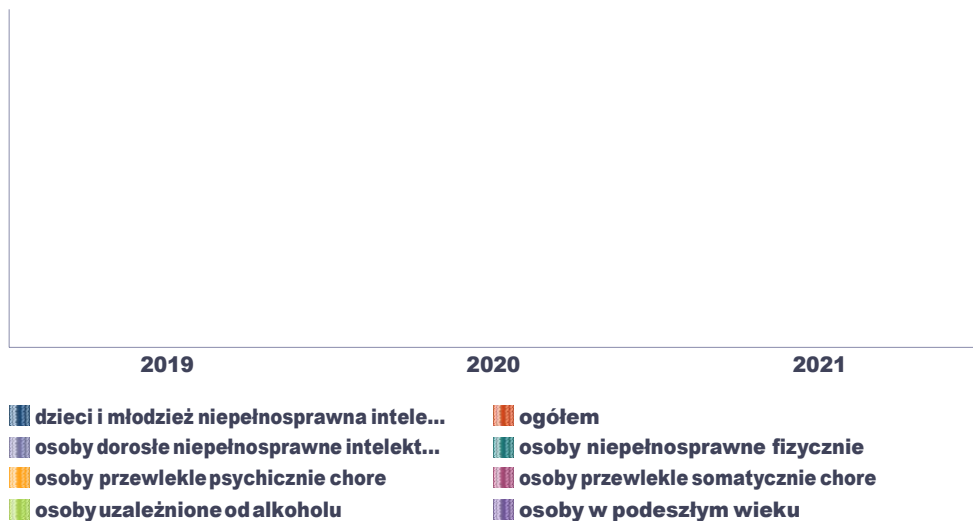 2019 2020 2021
dzieci i młodzież niepełnosprawna intele... ogółem
osoby dorosłe niepełnosprawne intelekt... osoby niepełnosprawne fizycznie
osoby przewlekle psychicznie chore osoby przewlekle somatycznie chore
osoby uzależnione od alkoholu osoby w podeszłym wieku